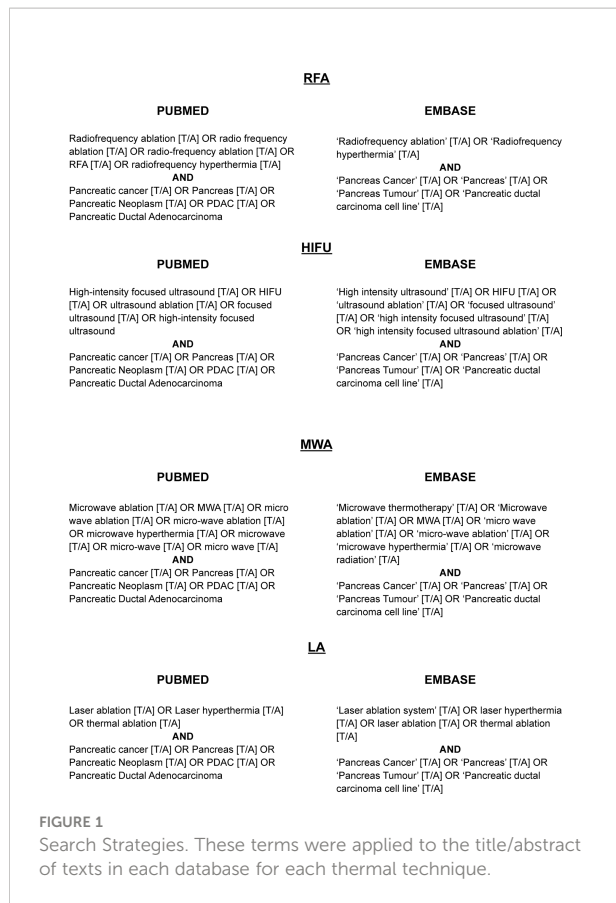 RFA
PUBMED
Radiofrequency ablation [T/A] OR radio frequency
ablation [T/A] OR radio-frequency ablation [T/A] OR
RFA [T/A] OR radiofrequency hyperthermia [T/A]
AND
Pancreatic cancer [T/A] OR Pancreas [T/A] OR
Pancreatic Neoplasm [T/A] OR PDAC [T/A] OR
Pancreatic Ductal Adenocarcinoma
EMBASE
‘Radiofrequency ablation’ [T/A] OR ‘Radiofrequency
hyperthermia’ [T/A]
AND
‘Pancreas Cancer’ [T/A] OR ‘Pancreas’ [T/A] OR
‘Pancreas Tumour’ [T/A] OR ‘Pancreatic ductal
carcinoma cell line’ [T/A]
HIFU
PUBMED
High-intensity focused ultrasound [T/A] OR HIFU
[T/A] OR ultrasound ablation [T/A] OR focused
ultrasound [T/A] OR high-intensity focused
ultrasound
AND
Pancreatic cancer [T/A] OR Pancreas [T/A] OR
Pancreatic Neoplasm [T/A] OR PDAC [T/A] OR
Pancreatic Ductal Adenocarcinoma
EMBASE
‘High intensity ultrasound’ [T/A] OR HIFU [T/A] OR
‘ultrasound ablation’ [T/A] OR ‘focused ultrasound’
[T/A] OR ‘high intensity focused ultrasound’ [T/A]
OR ‘high intensity focused ultrasound ablation’ [T/A]
AND
‘Pancreas Cancer’ [T/A] OR ‘Pancreas’ [T/A] OR
‘Pancreas Tumour’ [T/A] OR ‘Pancreatic ductal
carcinoma cell line’ [T/A]
MWA
PUBMED
Microwave ablation [T/A] OR MWA [T/A] OR micro
wave ablation [T/A] OR micro-wave ablation [T/A]
OR microwave hyperthermia [T/A] OR microwave
[T/A] OR micro-wave [T/A] OR micro wave [T/A]
AND
Pancreatic cancer [T/A] OR Pancreas [T/A] OR
Pancreatic Neoplasm [T/A] OR PDAC [T/A] OR
Pancreatic Ductal Adenocarcinoma
EMBASE
‘Microwave thermotherapy’ [T/A] OR ‘Microwave
ablation’ [T/A] OR MWA [T/A] OR ‘micro wave
ablation’ [T/A] OR ‘micro-wave ablation’ [T/A] OR
‘microwave hyperthermia’ [T/A] OR ‘microwave
radiation’ [T/A]
AND
‘Pancreas Cancer’ [T/A] OR ‘Pancreas’ [T/A] OR
‘Pancreas Tumour’ [T/A] OR ‘Pancreatic ductal
carcinoma cell line’ [T/A]
LA
PUBMED
Laser ablation [T/A] OR Laser hyperthermia [T/A]
OR thermal ablation [T/A]
AND
Pancreatic cancer [T/A] OR Pancreas [T/A] OR
Pancreatic Neoplasm [T/A] OR PDAC [T/A] OR
Pancreatic Ductal Adenocarcinoma
EMBASE
‘Laser ablation system’ [T/A] OR laser hyperthermia
[T/A] OR laser ablation [T/A] OR thermal ablation
[T/A]
AND
‘Pancreas Cancer’ [T/A] OR ‘Pancreas’ [T/A] OR
‘Pancreas Tumour’ [T/A] OR ‘Pancreatic ductal
carcinoma cell line’ [T/A]
FIGURE 1
Search Strategies. These terms were applied to the title/abstract
of texts in each database for each thermal technique.